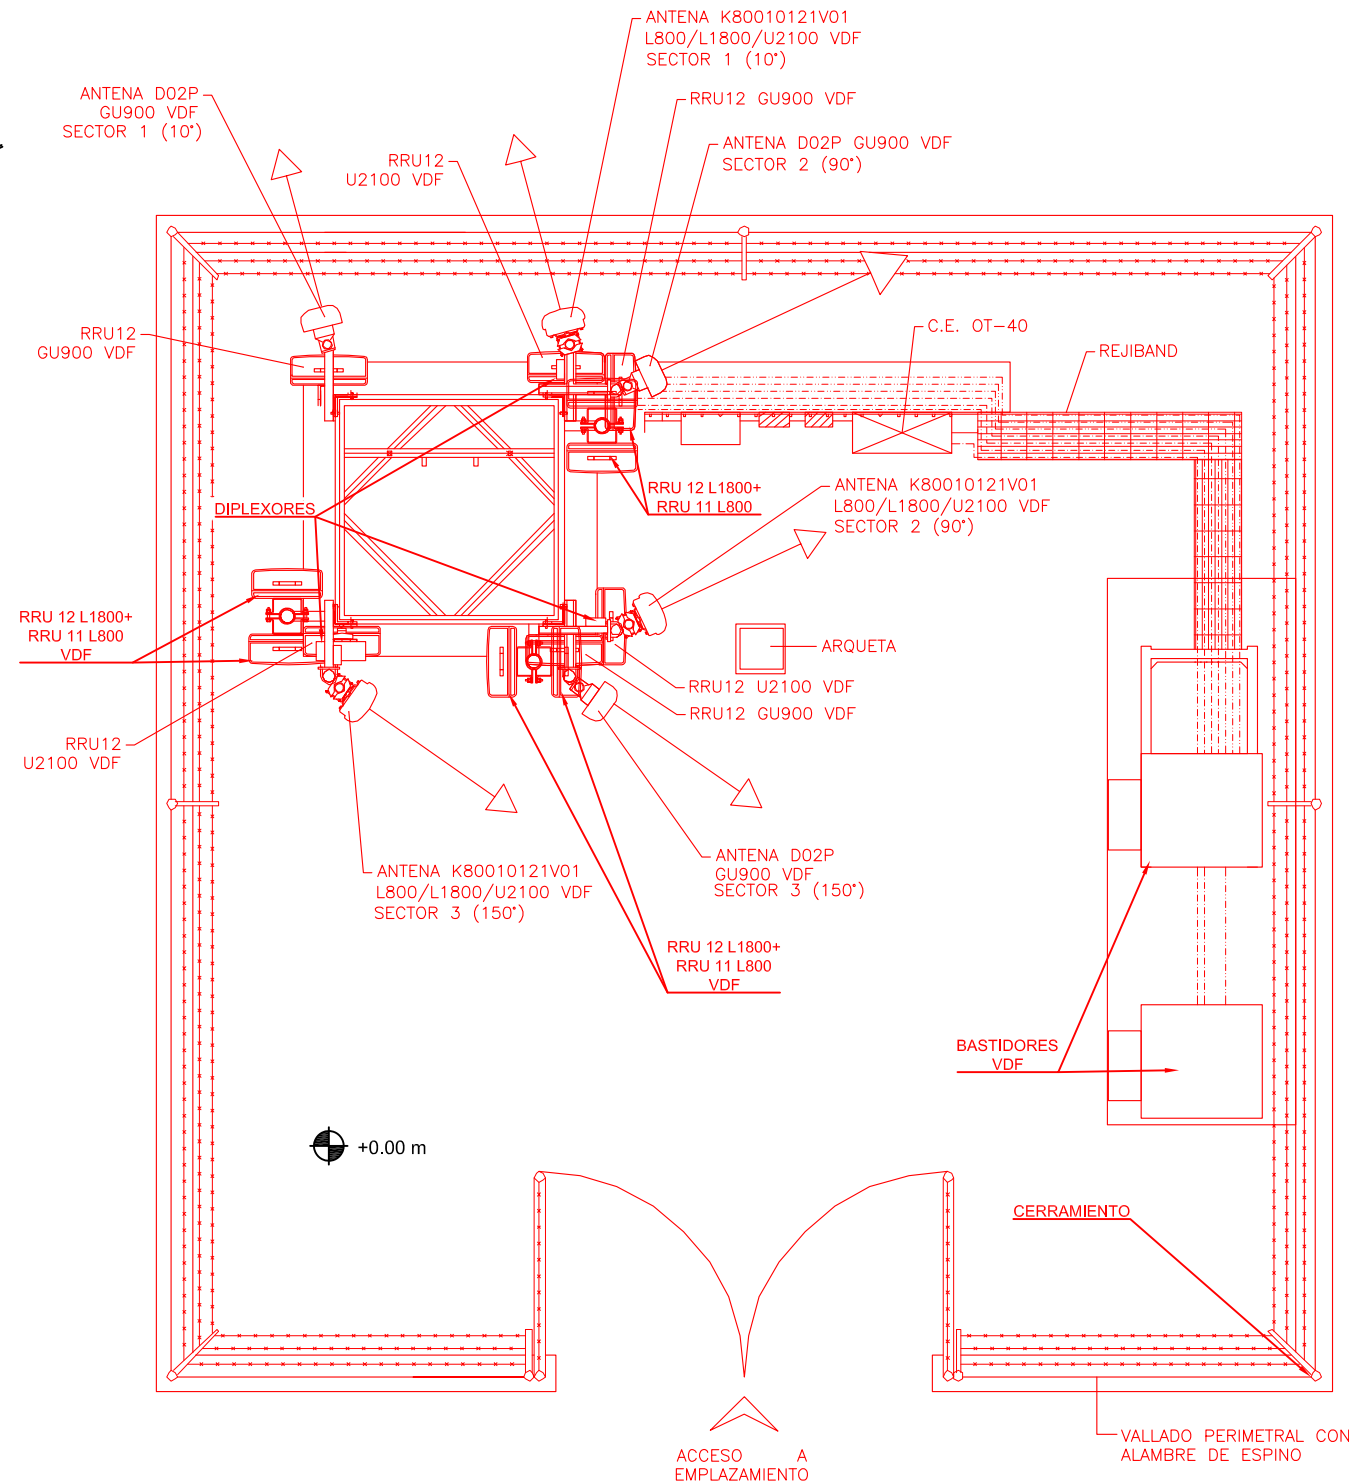 ANTENA K80010121V01
L800/L1800/U2100 VDF
SECTOR 1 (10°)
ANTENA D02P
GU900 VDF
SECTOR 1 (10°)
RRU12 GU900 VDF
ANTENA D02P GU900 VDF
SECTOR 2 (90°)
RRU12
U2100 VDF
RRU12
GU900 VDF
C.E. OT-40
REJIBAND
RRU 12 L1800+
RRU 11 L800
ANTENA K80010121V01
L800/L1800/U2100 VDF
SECTOR 2 (90°)
DIPLEXORES
RRU 12 L1800+
RRU 11 L800
VDF
ARQUETA
RRU12 U2100 VDF
RRU12 GU900 VDF
RRU12
U2100 VDF
ANTENA K80010121V01
L800/L1800/U2100 VDF
SECTOR 3 (150°)
ANTENA D02P
GU900 VDF
SECTOR 3 (150°)
RRU 12 L1800+
RRU 11 L800
VDF
BASTIDORES
VDF
+0.00 m
CERRAMIENTO
VALLADO PERIMETRAL CON
ALAMBRE DE ESPINO
ACCESO A
EMPLAZAMIENTO